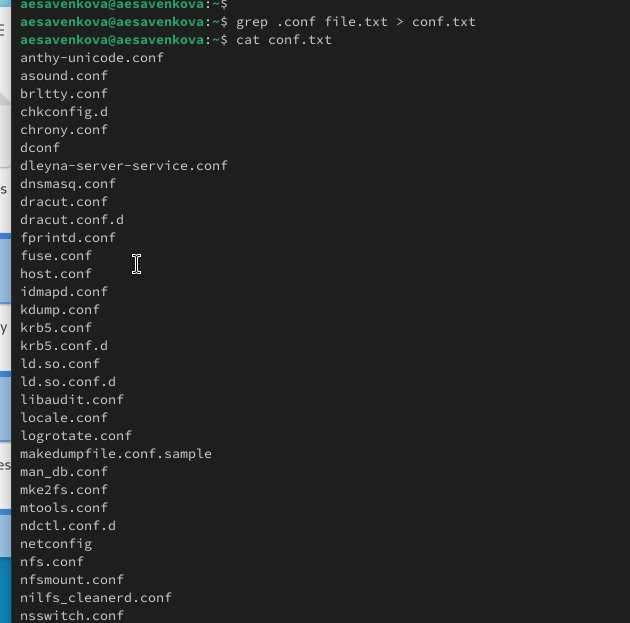 aesavenkova@aesavenkova:~$
aesavenkova@aesavenkova:~$ grep .conf file.txt > conf.txt
aesavenkova@aesavenkova:~$ cat conf.txt
anthy-unicode.conf
asound.conf
brltty.conf
chkconfig.d
chrony.conf
dconf
dleyna-server-service.conf
dnsmasq.conf
dracut.conf
dracut.conf.d
fprintd.conf
fuse.conf
host.conf
idmapd.conf
kdump.conf
krb5.conf
krb5.conf.d
ld.so.conf
ld.so.conf.d
libaudit.conf
locale.conf
logrotate.conf
makedumpfile.conf.sample
man_db.conf
mke2fs.conf
mtools.conf
ndctl.conf.d
netconfig
nfs.conf
nfsmount.conf
nilfs_cleanerd.conf
nsswitch.conf